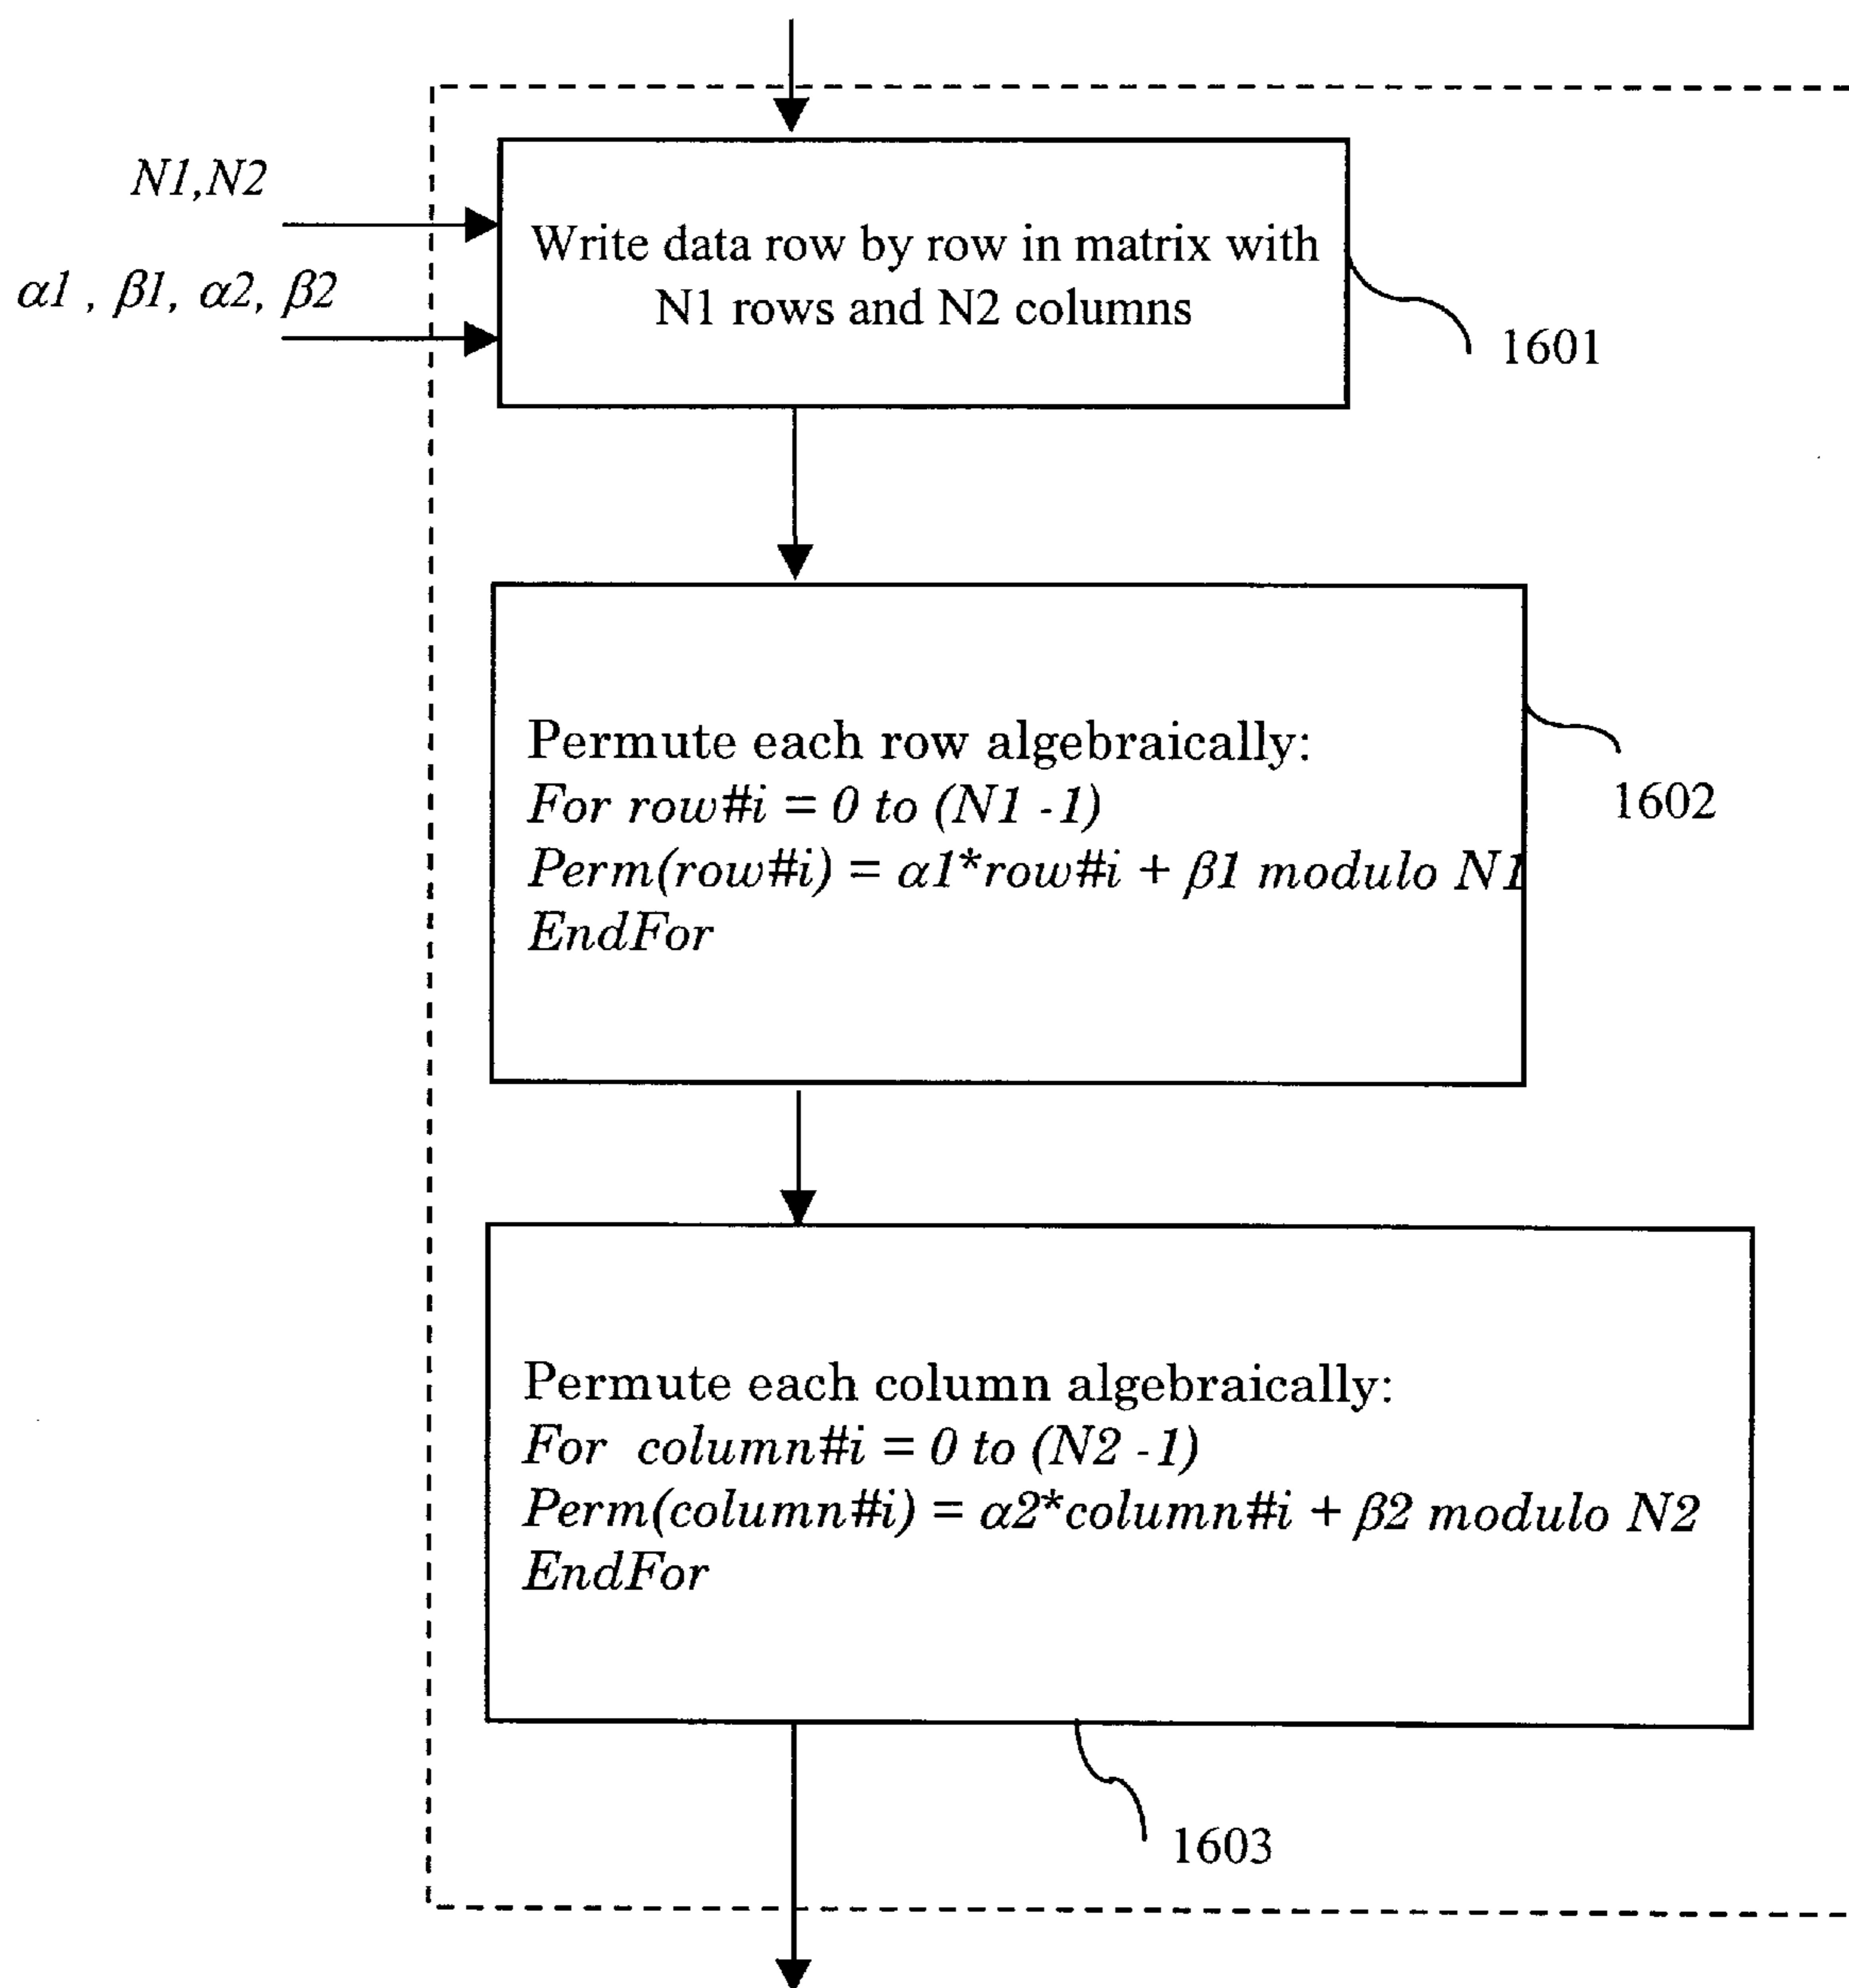 N1,N2
α1 , β1, α2, β2
Write data row by row in matrix with
N1 rows and N2 columns
1601
Permute each row algebraically:
For row#i = 0 to (N1 -1)
Perm(row#i) = α1*row#i + β1 modulo N1
EndFor
1602
Permute each column algebraically:
For column#i = 0 to (N2 -1)
Perm(column#i) = α2*column#i + β2 modulo N2
EndFor
1603